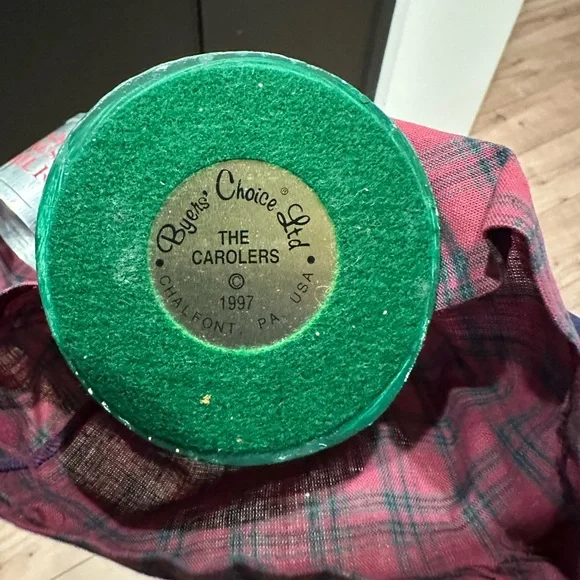 Byers' Choice® Ltd
THE
CAROLERS
©
1997
• CHALFONT, PA USA •